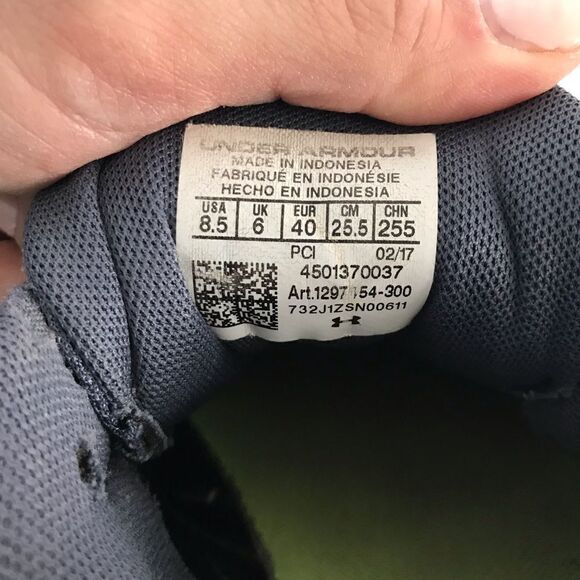 UNDER ARMOUR
MADE IN INDONESIA
FABRIQUÉ EN INDONÉSIE
HECHO EN INDONESIA
USA UK EUR CM CHN
8.5 6 40 25.5 255
PCI 02/17
4501370037
Art.1297154-300
732J1ZSN00611